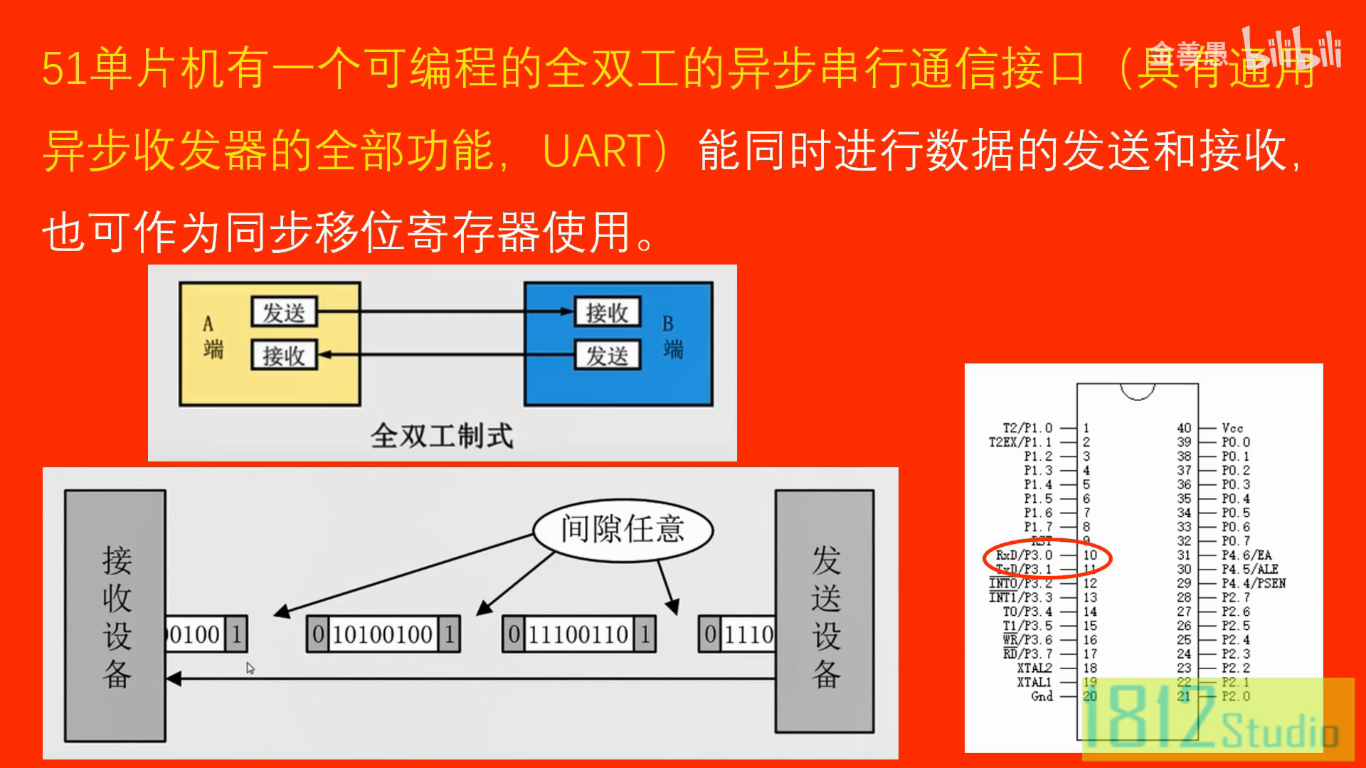 51单片机有一个可编程的全双工的异步串行通信接口（具有通用
异步收发器的全部功能，UART）能同时进行数据的发送和接收，
也可作为同步移位寄存器使用。
金善愚 bilibili
A端
发送
接收
接收
发送
B端
全双工制式
接收设备
间隙任意
发送设备
00100 1
0 10100100 1
0 11100110 1
0 1110
T2/P1.0 1 40 Vcc
T2EX/P1.1 2 39 P0.0
P1.2 3 38 P0.1
P1.3 4 37 P0.2
P1.4 5 36 P0.3
P1.5 6 35 P0.4
P1.6 7 34 P0.5
P1.7 8 33 P0.6
RST 9 32 P0.7
RxD/P3.0 10 31 P4.6/EA
TxD/P3.1 11 30 P4.5/ALE
INT0/P3.2 12 29 P4.4/PSEN
INT1/P3.3 13 28 P2.7
T0/P3.4 14 27 P2.6
T1/P3.5 15 26 P2.5
WR/P3.6 16 25 P2.4
RD/P3.7 17 24 P2.3
XTAL2 18 23 P2.2
XTAL1 19 22 P2.1
Gnd 20 21 P2.0
1812 Studio